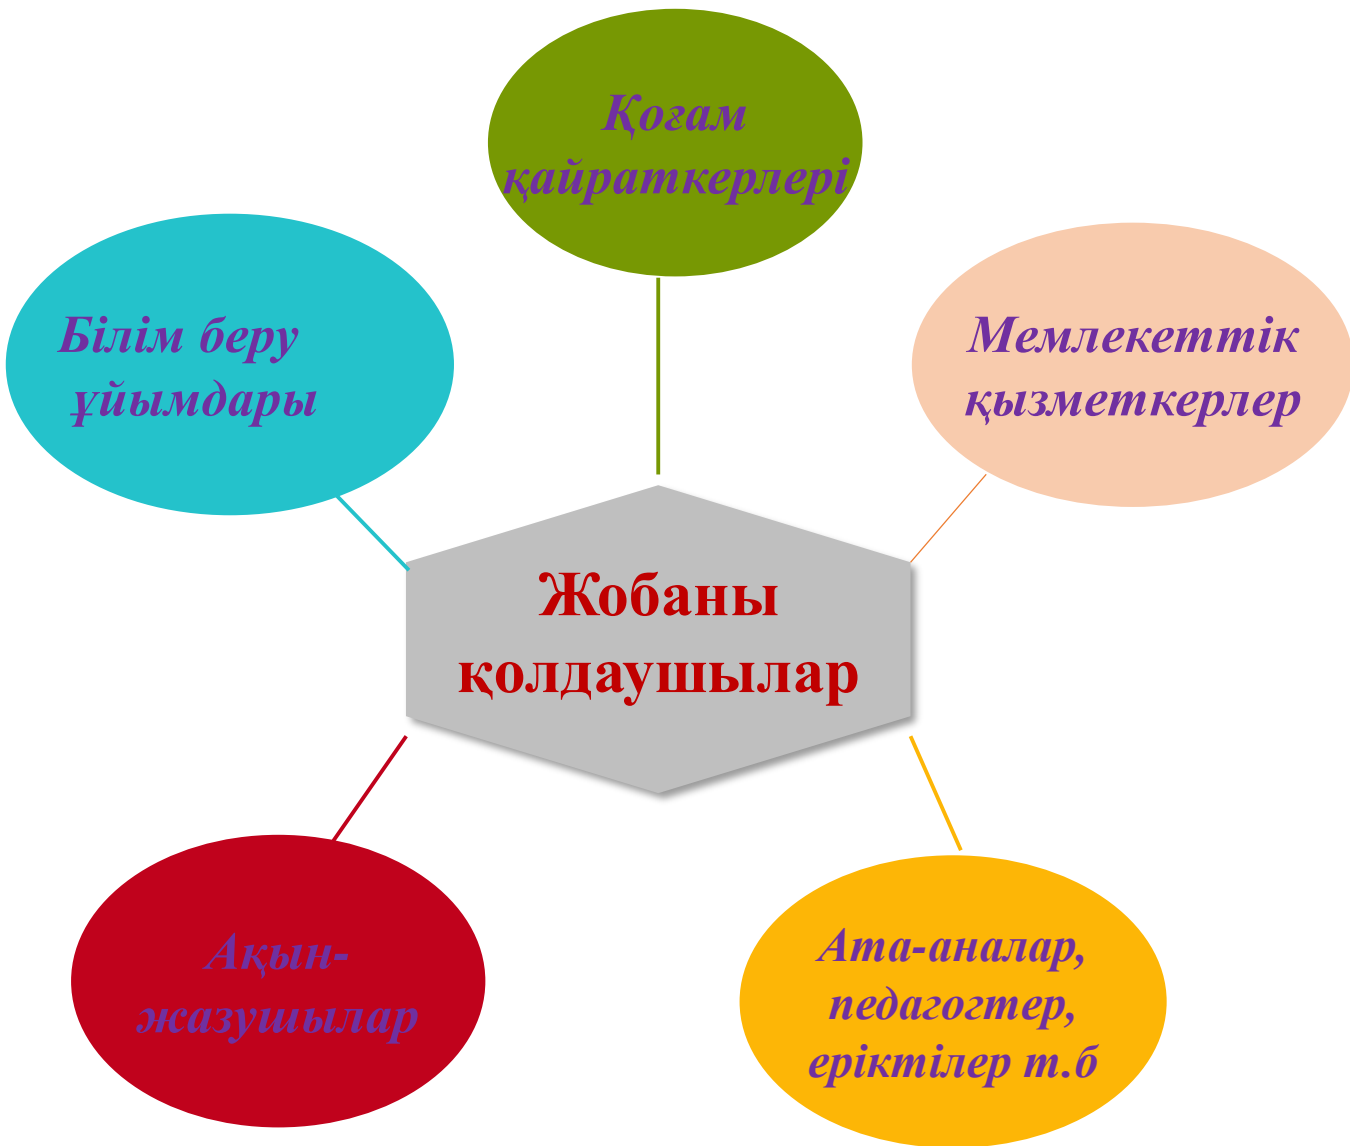 Қоғам
қайраткерлері
Білім беру
ұйымдары
Мемлекеттік
қызметкерлер
Жобаны
қолдаушылар
Ақын-
жазушылар
Ата-аналар,
педагогтер,
еріктілер т.б